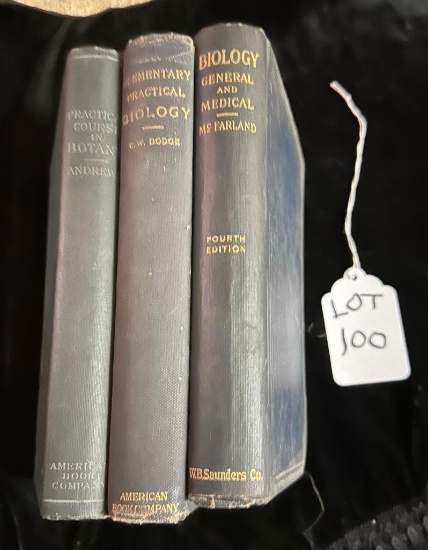 PRACTICAL
COURSE
IN
BOTANY
ANDREWS
AMERICAN
BOOK
COMPANY
ELEMENTARY
PRACTICAL
BIOLOGY
C.W. DODGE
AMERICAN
BOOK COMPANY
BIOLOGY
GENERAL
AND
MEDICAL
McFARLAND
FOURTH
EDITION
W.B. Saunders Co.
LOT
100